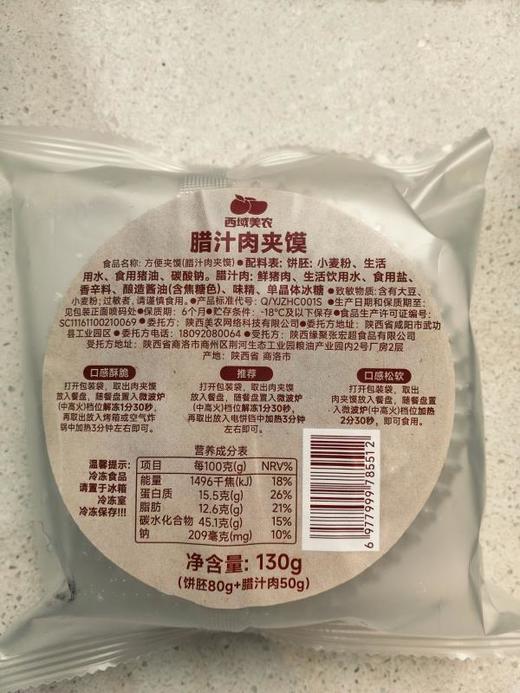 西域美农
腊汁肉夹馍
食品名称: 方便夹馍(腊汁肉夹馍)●配料表: 饼胚: 小麦粉、生活
用水、食用猪油、碳酸钠。腊汁肉: 鲜猪肉、生活饮用水、食用盐、
香辛料、酿造酱油(含焦糖色)、味精、单晶体冰糖●致敏物质: 含有大豆、
小麦粉; 过敏者, 请谨慎食用。●产品标准代号: Q/YJZHC001S ●生产日期和保质期至:
见包装正面喷码处●保质期: 6个月●贮存条件: -18℃及以下保存●食品生产许可证编号:
SC11161100210069●委托方: 陕西美农网络科技有限公司●委托方地址: 陕西省咸阳市武功
县工业园区●委托方电话: 18092080064●受托方: 陕西缘聚张宏超食品有限公司
受托方地址: 陕西省商洛市商州区荆河生态工业园粮油产业园内2号厂房2层
产地: 陕西省 商洛市
口感酥脆
打开包装袋, 取出肉夹馍
放入餐盘, 随餐盘置入微波炉
(中高火)档位解冻1分30秒,
再取出放入烤箱或空气炸
锅中加热3分钟左右即可。
推荐
打开包装袋, 取出肉夹馍
放入餐盘, 随餐盘置入微波炉
(中高火)档位解冻1分30秒,
再取出放入电饼铛中加热3分钟
左右即可。
口感松软
打开包装袋, 取出
肉夹馍放入餐盘, 随餐盘置
入微波炉(中高火)档位加热
2分30秒, 即可食用。
温馨提示:
冷冻食品
请置于冰箱
冷冻室
冷冻保存!!!
营养成分表
项目 每100克(g) NRV%
能量 1496千焦(kJ) 18%
蛋白质 15.5克(g) 26%
脂肪 12.6克(g) 21%
碳水化合物 45.1克(g) 15%
钠 209毫克(mg) 10%
6 977999 785512
净含量: 130g
(饼胚80g+腊汁肉50g)